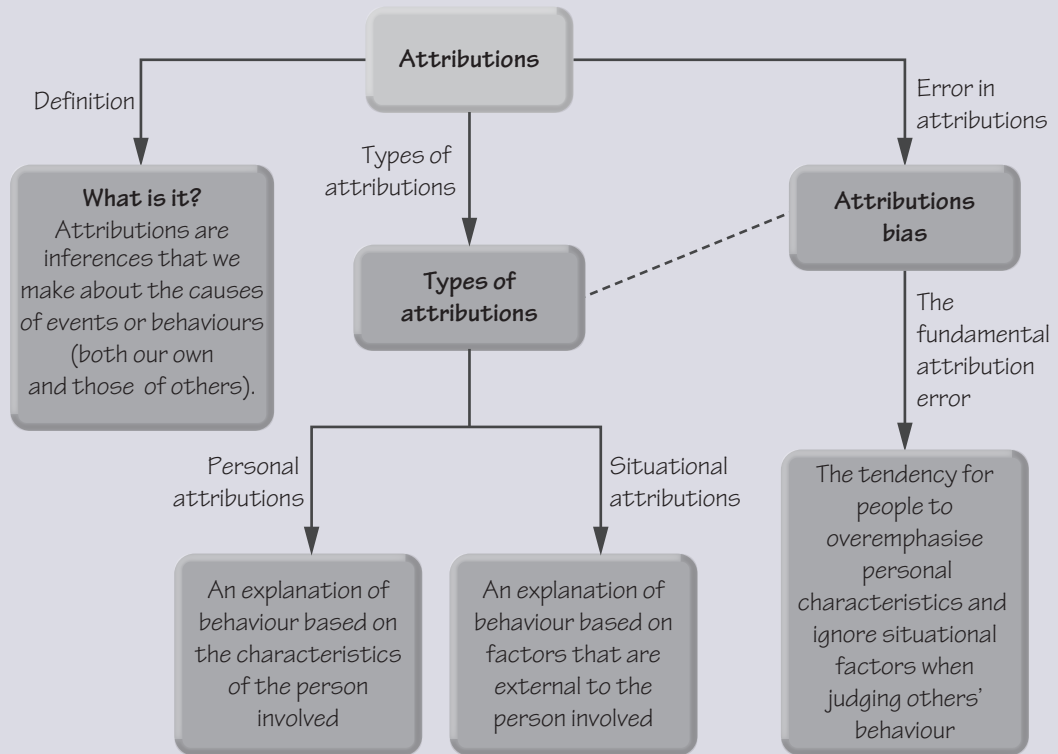 Attributions
Definition
What is it?
Attributions are
inferences that we
make about the causes
of events or behaviours
(both our own
and those of others).
Types of
attributions
Types of
attributions
Personal
attributions
An explanation of
behaviour based on
the characteristics
of the person
involved
Situational
attributions
An explanation of
behaviour based on
factors that are
external to the
person involved
Error in
attributions
Attributions
bias
The
fundamental
attribution
error
The tendency for
people to
overemphasise
personal
characteristics and
ignore situational
factors when
judging others’
behaviour